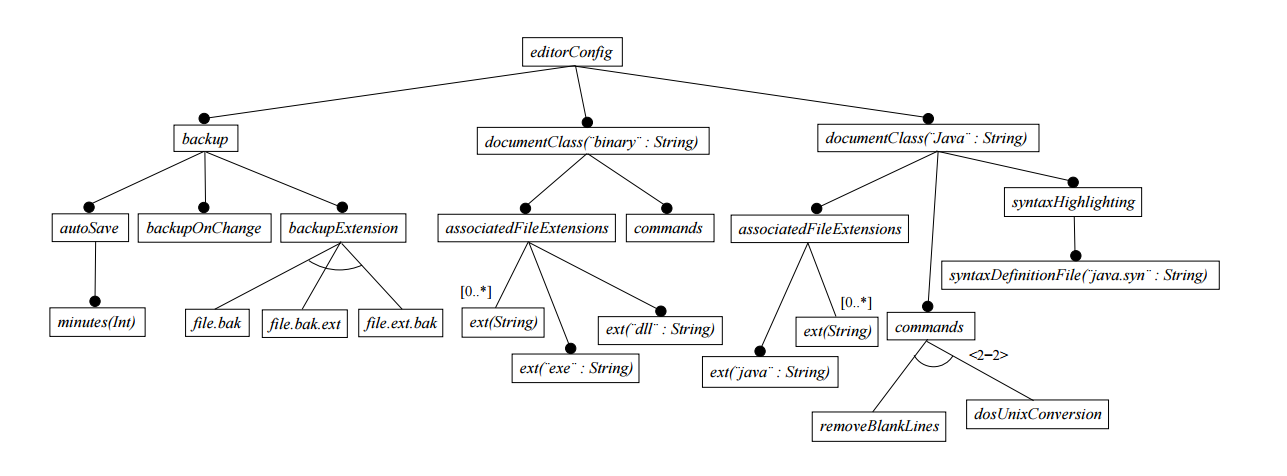 editorConfig
backup
documentClass(¨binary¨ : String)
documentClass(¨Java¨ : String)
autoSave
backupOnChange
backupExtension
associatedFileExtensions
commands
associatedFileExtensions
syntaxHighlighting
minutes(Int)
file.bak
file.bak.ext
file.ext.bak
[0..*]
ext(String)
ext(¨dll¨ : String)
ext(¨exe¨ : String)
[0..*]
ext(String)
ext(¨java¨ : String)
syntaxDefinitionFile(¨java.syn¨ : String)
commands
<2−2>
removeBlankLines
dosUnixConversion